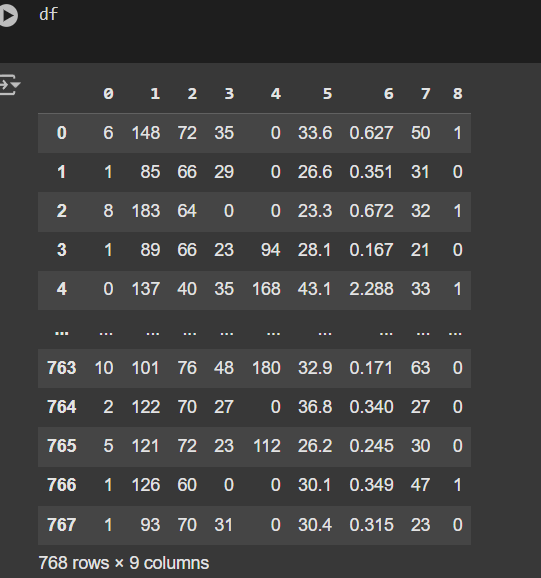 df
0 1 2 3 4 5 6 7 8
0 6 148 72 35 0 33.6 0.627 50 1
1 1 85 66 29 0 26.6 0.351 31 0
2 8 183 64 0 0 23.3 0.672 32 1
3 1 89 66 23 94 28.1 0.167 21 0
4 0 137 40 35 168 43.1 2.288 33 1
... ... ... ... ... ... ... ... ... ...
763 10 101 76 48 180 32.9 0.171 63 0
764 2 122 70 27 0 36.8 0.340 27 0
765 5 121 72 23 112 26.2 0.245 30 0
766 1 126 60 0 0 30.1 0.349 47 1
767 1 93 70 31 0 30.4 0.315 23 0
768 rows × 9 columns